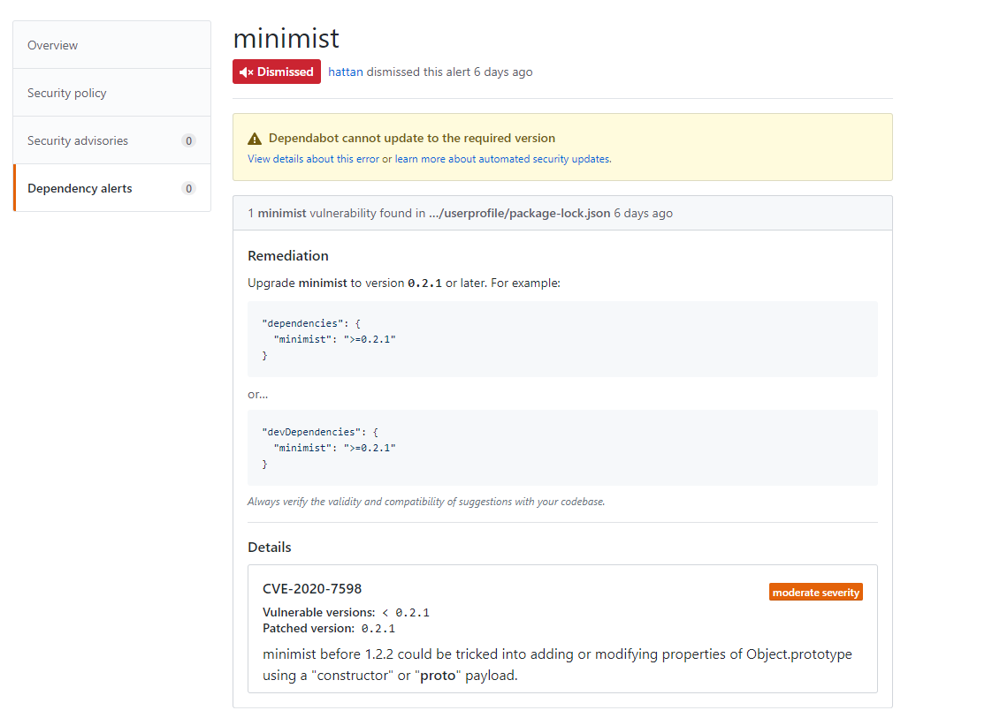 Overview
Security policy
Security advisories 0
Dependency alerts 0
minimist
Dismissed hattan dismissed this alert 6 days ago
Dependabot cannot update to the required version
View details about this error or learn more about automated security updates.
1 minimist vulnerability found in .../userprofile/package-lock.json 6 days ago
Remediation
Upgrade minimist to version 0.2.1 or later. For example:
"dependencies": {
  "minimist": ">=0.2.1"
}
or...
"devDependencies": {
  "minimist": ">=0.2.1"
}
Always verify the validity and compatibility of suggestions with your codebase.
Details
CVE-2020-7598 moderate severity
Vulnerable versions: < 0.2.1
Patched version: 0.2.1
minimist before 1.2.2 could be tricked into adding or modifying properties of Object.prototype
using a "constructor" or "proto" payload.